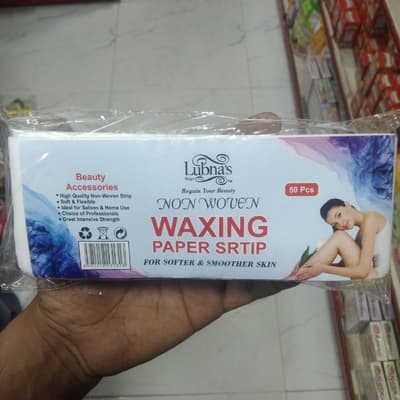 Beauty
Accessories
• High Quality Non-Woven Strip
• Soft & Flexible
• Ideal for Saloon & Home Use
• Choice of Professionals
• Great Intensive Strength
Lubna's
Regain Your Beauty
50 Pcs
NON WOVEN
WAXING
PAPER SRTIP
FOR SOFTER & SMOOTHER SKIN